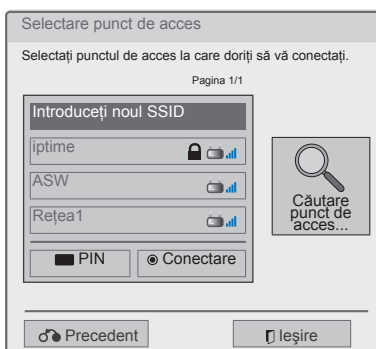 Selectare punct de acces
Selectați punctul de acces la care doriți să vă conectați.
Pagina 1/1
Introduceți noul SSID
iptime
ASW
Rețea1
PIN
Conectare
Căutare
punct de
acces...
Precedent
Ieșire